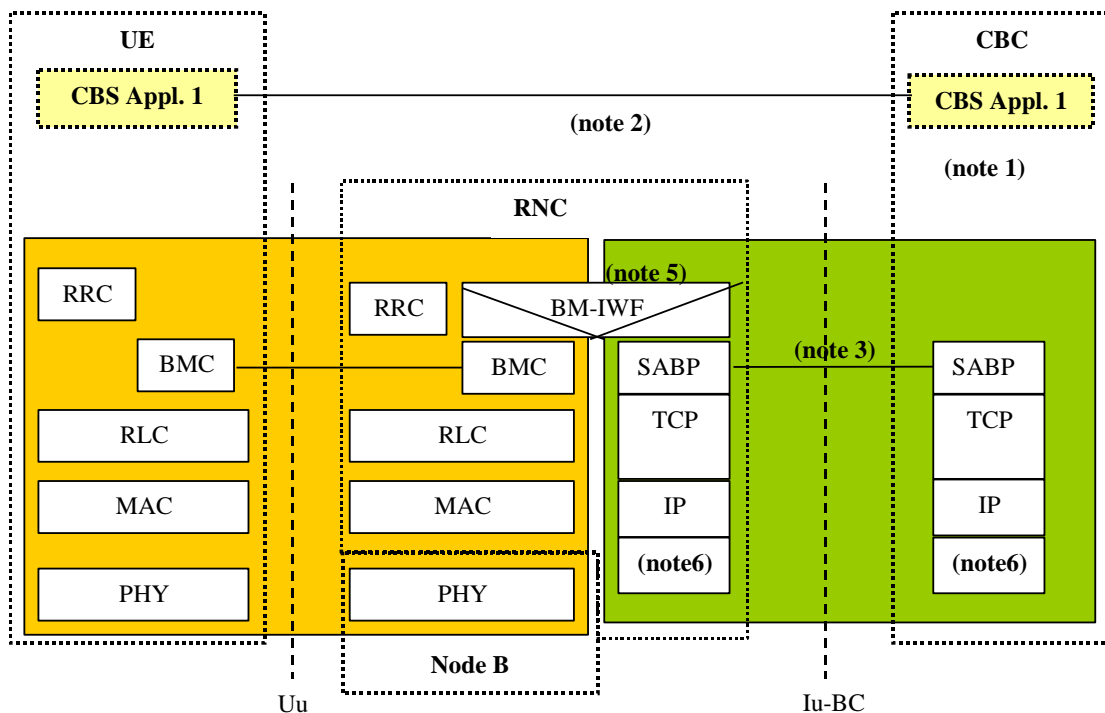 UE
CBC
CBS Appl. 1
CBS Appl. 1
(note 2)
(note 1)
RNC
(note 5)
RRC
RRC
BM-IWF
(note 3)
BMC
BMC
SABP
SABP
RLC
RLC
TCP
TCP
MAC
MAC
IP
IP
(note6)
(note6)
PHY
PHY
Node B
Uu
Iu-BC